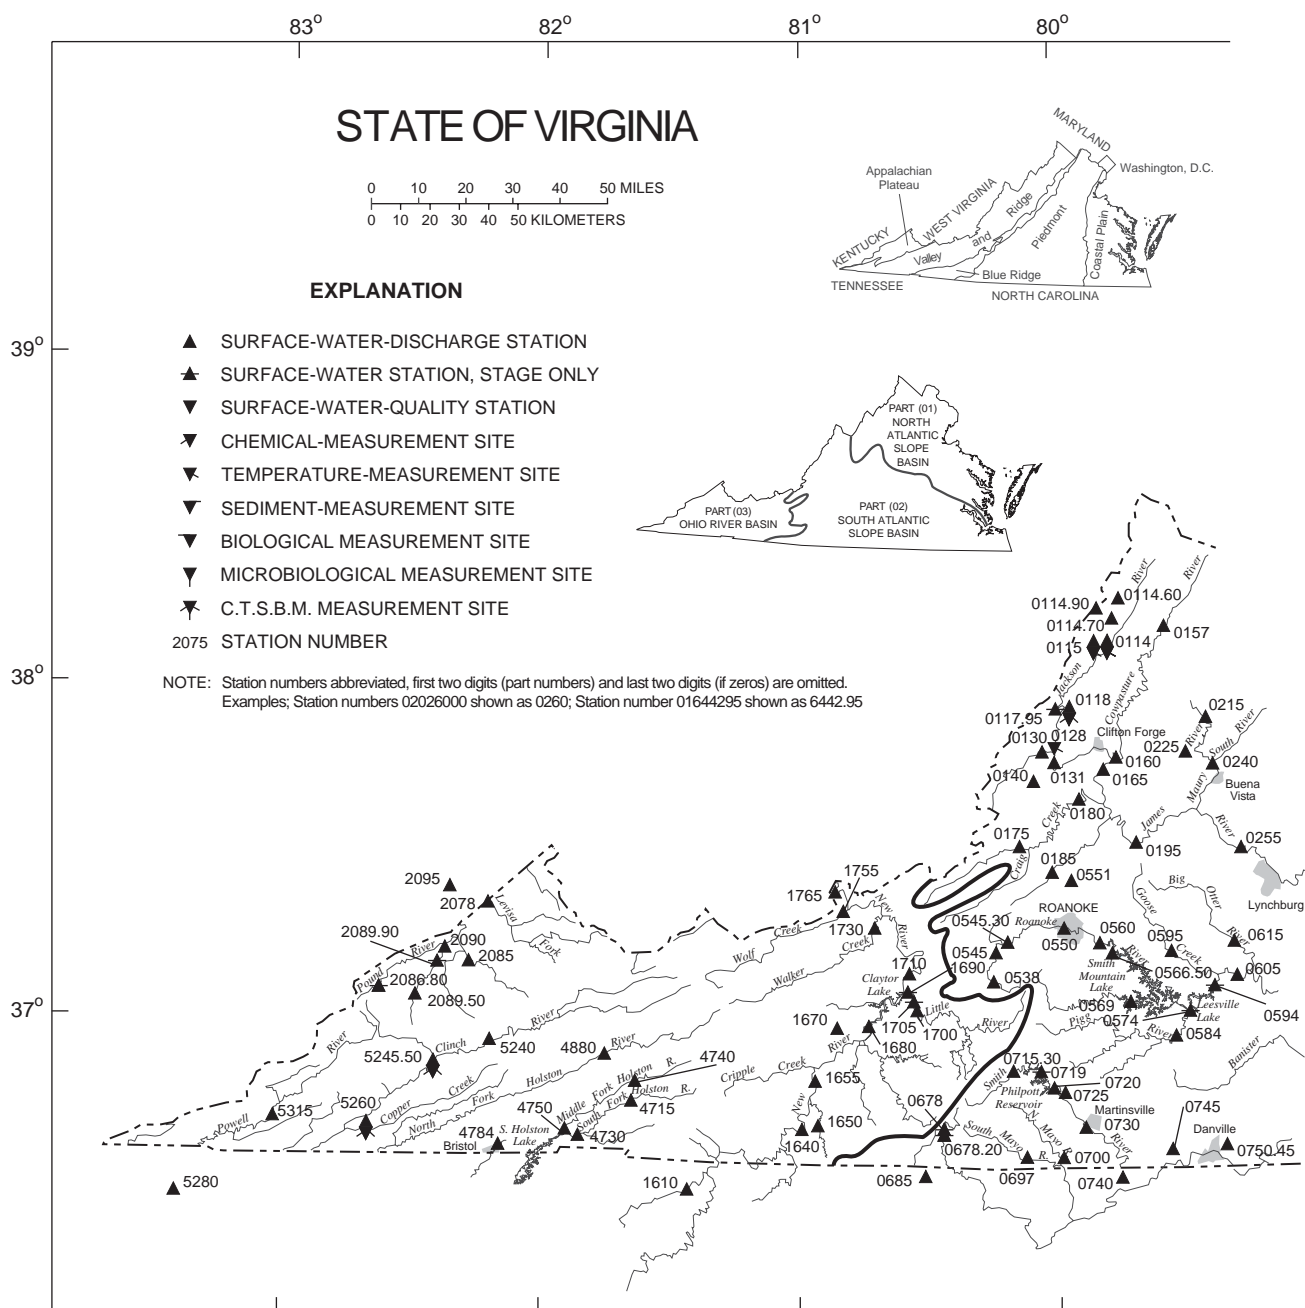 83° 82° 81° 80°
STATE OF VIRGINIA
0 10 20 30 40 50 MILES
0 10 20 30 40 50 KILOMETERS
MARYLAND
Washington, D.C.
Appalachian
Plateau
WEST VIRGINIA
KENTUCKY
Valley and Ridge
Piedmont
Coastal Plain
Blue Ridge
TENNESSEE
NORTH CAROLINA
EXPLANATION
SURFACE-WATER-DISCHARGE STATION
SURFACE-WATER STATION, STAGE ONLY
SURFACE-WATER-QUALITY STATION
CHEMICAL-MEASUREMENT SITE
TEMPERATURE-MEASUREMENT SITE
SEDIMENT-MEASUREMENT SITE
BIOLOGICAL MEASUREMENT SITE
MICROBIOLOGICAL MEASUREMENT SITE
C.T.S.B.M. MEASUREMENT SITE
2075 STATION NUMBER
NOTE: Station numbers abbreviated, first two digits (part numbers) and last two digits (if zeros) are omitted.
Examples; Station numbers 02026000 shown as 0260; Station number 01644295 shown as 6442.95
39°
38°
37°
PART (01)
NORTH
ATLANTIC
SLOPE
BASIN
PART (03)
OHIO RIVER BASIN
PART (02)
SOUTH ATLANTIC
SLOPE BASIN
River
River
0114.90
0114.60
0114.70
0157
0115
0114
Jackson
Cowpasture
0118
0117.95
0215
0128
Clifton Forge
0130
River
South
River
0225
0240
0160
0165
0140
0131
Maury
Buena
Vista
0180
Creek
James
River
0175
Craig
0195
0255
0185
0551
Lynchburg
Big
Otter
River
Goose
Creek
2095
2078
Levisa
Fork
2089.90
2090
2085
River
Pound
2086.80
2089.50
1765
1755
New
River
1730
Creek
Wolf
Creek
Walker
1710
1690
Claytor
Lake
Little
River
1705
1700
1670
1680
River
ROANOKE
Roanoke
River
0545.30
0545
0550
0560
0595
0615
0538
Smith
Mountain
Lake
0566.50
0605
0569
0574
Leesville
Lake
0594
Pigg
River
0584
Banister
River
Clinch
River
5240
5245.50
4880
River
4740
Creek
Cripple
1655
New
Holston
Fork
North
Copper
Creek
Middle Fork Holston R.
South Fork Holston R.
4715
4750
4730
S. Holston
Lake
5260
5315
Powell
4784
Bristol
5280
1610
1640
1650
0678
0678.20
0685
0715.30
0719
Smith
Philpott
Reservoir
0720
0725
Martinsville
0730
River
0745
Danville
0750.45
South
Mayo
R.
N.
Mayo
R.
0697
0700
0740